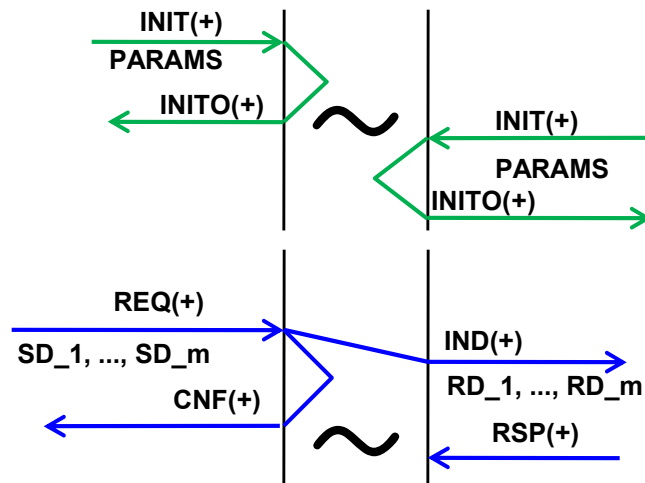 INIT(+)
PARAMS
INITO(+)
INIT(+)
PARAMS
INITO(+)
REQ(+)
SD_1, ..., SD_m
CNF(+)
IND(+)
RD_1, ..., RD_m
RSP(+)